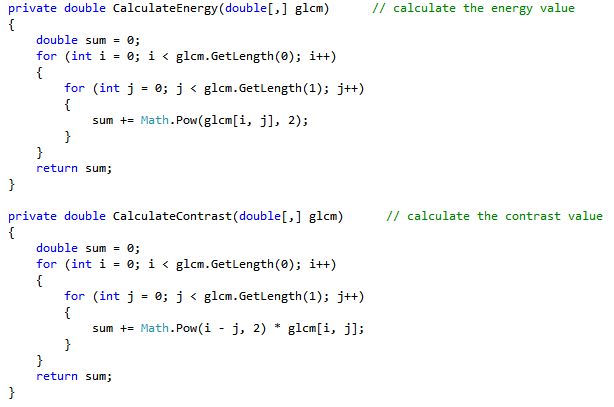 private double CalculateEnergy(double[,] glcm)      // calculate the energy value
{
    double sum = 0;
    for (int i = 0; i < glcm.GetLength(0); i++)
    {
        for (int j = 0; j < glcm.GetLength(1); j++)
        {
            sum += Math.Pow(glcm[i, j], 2);
        }
    }
    return sum;
}

private double CalculateContrast(double[,] glcm)      // calculate the contrast value
{
    double sum = 0;
    for (int i = 0; i < glcm.GetLength(0); i++)
    {
        for (int j = 0; j < glcm.GetLength(1); j++)
        {
            sum += Math.Pow(i - j, 2) * glcm[i, j];
        }
    }
    return sum;
}